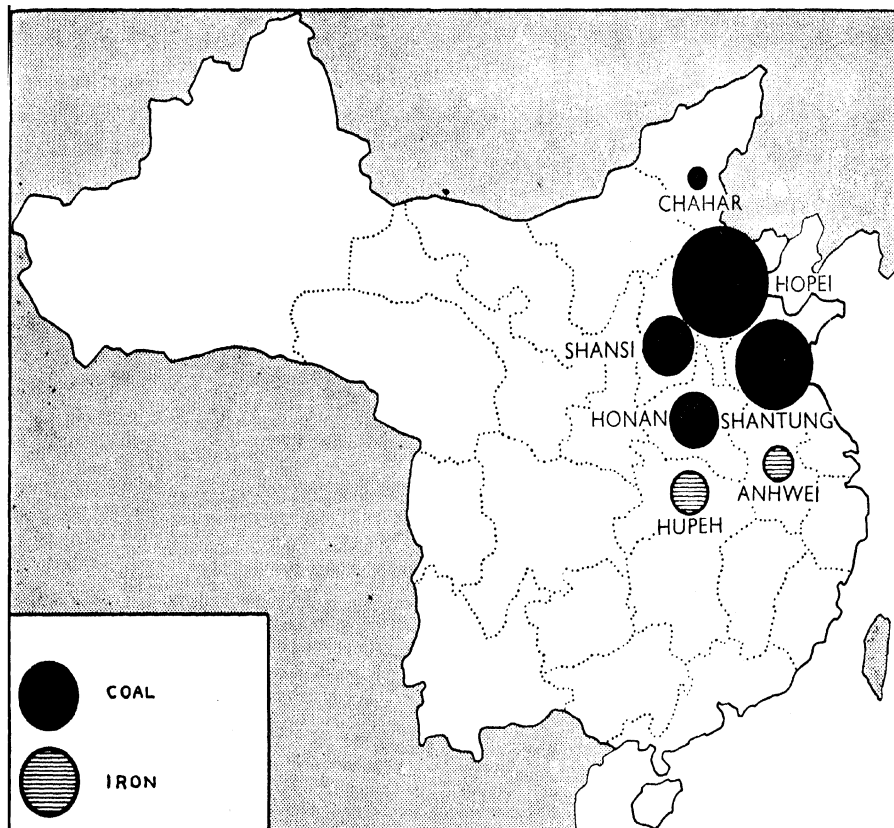 CHAHAR
HOPEI
SHANSI
HONAN
SHANTUNG
ANHWEI
HUPEH
COAL
IRON